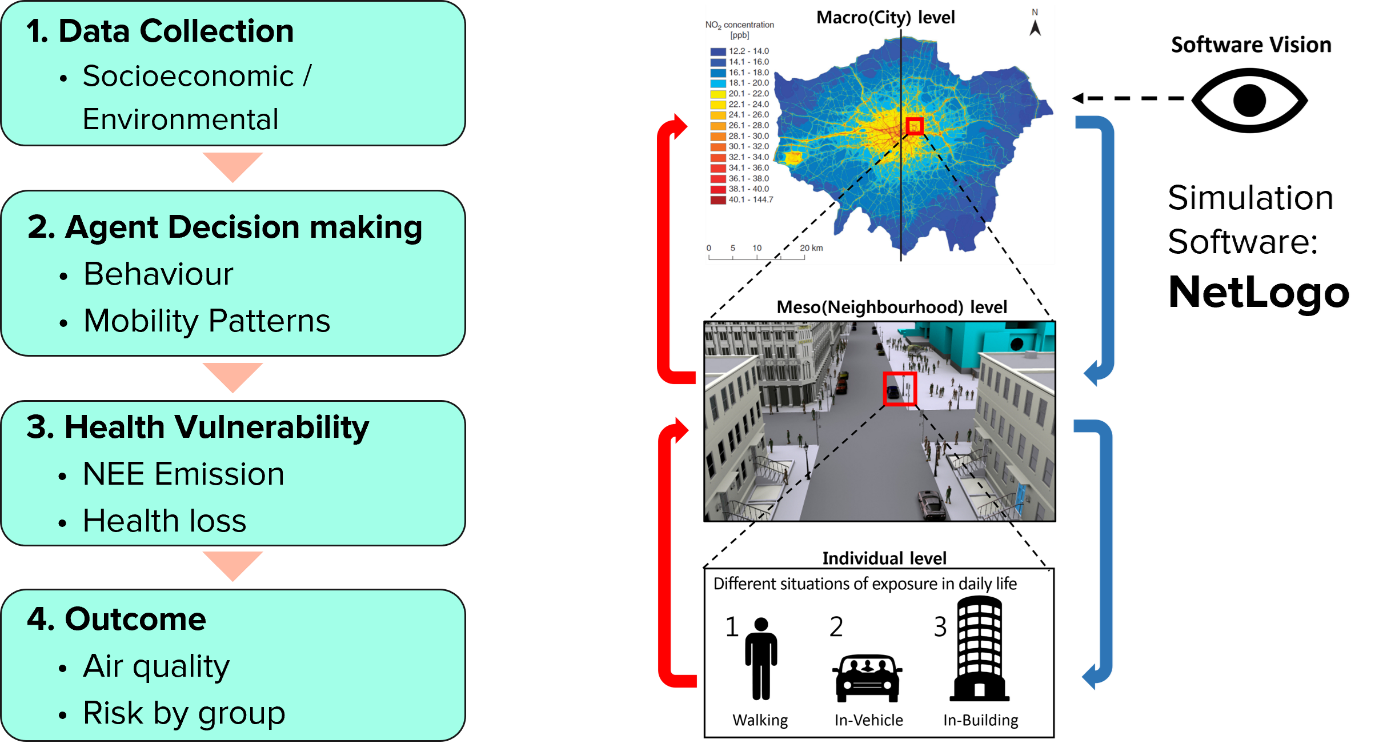 1. Data Collection
• Socioeconomic /
Environmental
2. Agent Decision making
• Behaviour
• Mobility Patterns
3. Health Vulnerability
• NEE Emission
• Health loss
4. Outcome
• Air quality
• Risk by group
Macro(City) level
NO2 concentration
[ppb]
12.2 - 14.0
14.1 - 16.0
16.1 - 18.0
18.1 - 20.0
20.1 - 22.0
22.1 - 24.0
24.1 - 26.0
26.1 - 28.0
28.1 - 30.0
30.1 - 32.0
32.1 - 34.0
34.1 - 36.0
36.1 - 38.0
38.1 - 40.0
40.1 - 144.7
0 5 10 20 km
N
Meso(Neighbourhood) level
Individual level
Different situations of exposure in daily life
1 2 3
Walking In-Vehicle In-Building
Software Vision
Simulation
Software:
NetLogo